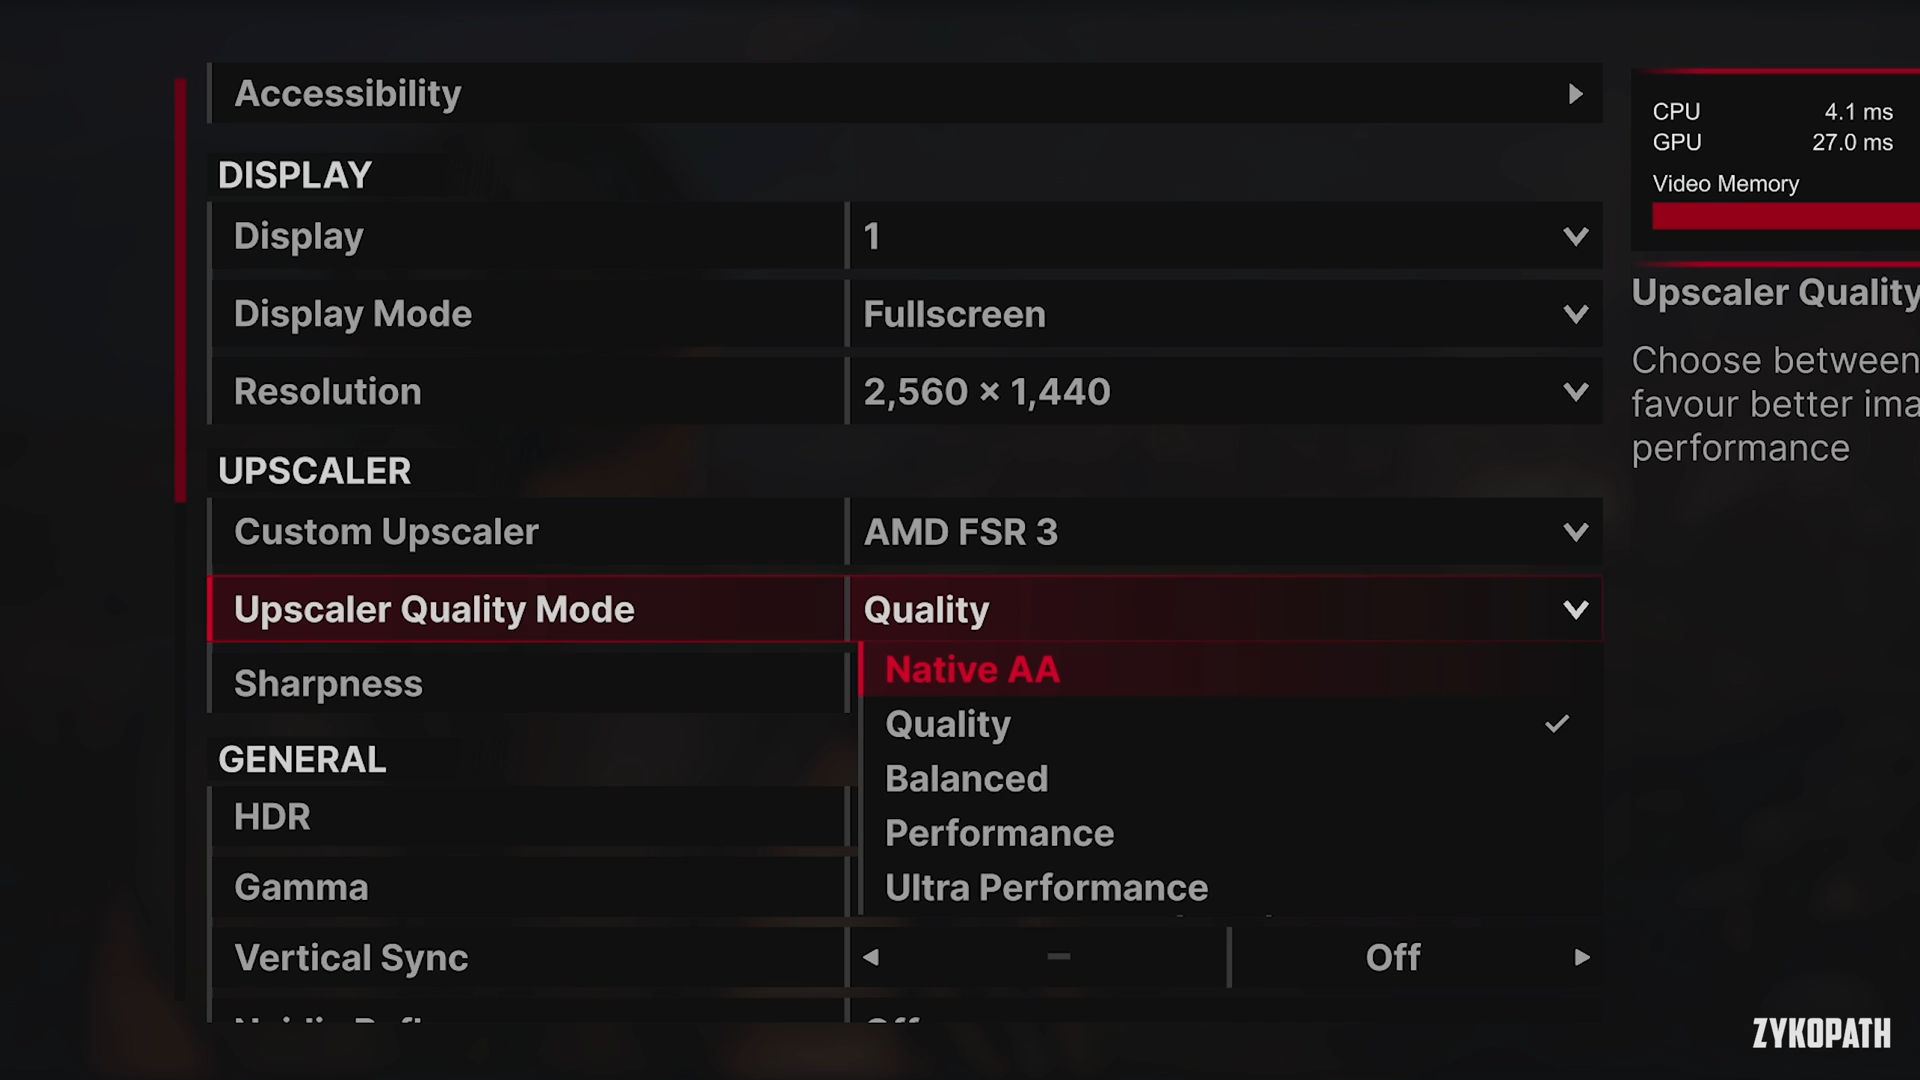 Accessibility
DISPLAY
Display 1
Display Mode Fullscreen
Resolution 2,560 × 1,440
UPSCALER
Custom Upscaler AMD FSR 3
Upscaler Quality Mode Quality
Native AA
Sharpness
Quality
Balanced
Performance
Ultra Performance
GENERAL
HDR
Gamma
Vertical Sync Off
CPU 4.1 ms
GPU 27.0 ms
Video Memory
Upscaler Quality
Choose between
favour better ima
performance
ZYKOPATH